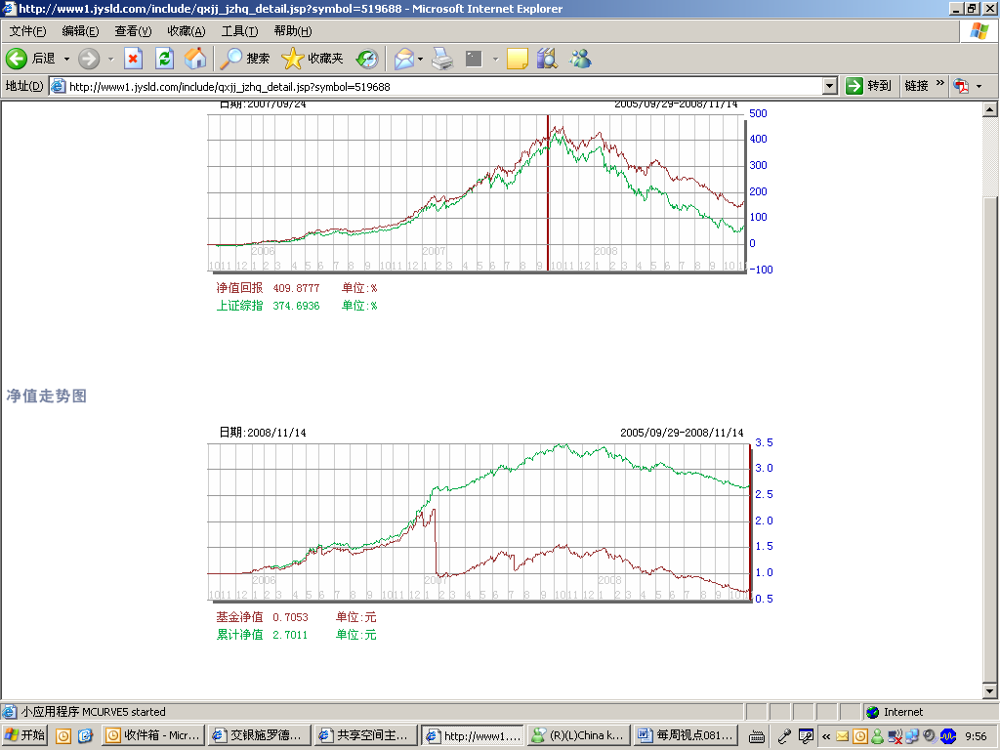 http://www1.jysld.com/include/qxjj_jzhq_detail.jsp?symbol=519688 - Microsoft Internet Explorer
文件(F) 编辑(E) 查看(V) 收藏(A) 工具(T) 帮助(H)
后退 搜索 收藏夹
地址(D) http://www1.jysld.com/include/qxjj_jzhq_detail.jsp?symbol=519688 转到 链接 »
日期:2007/09/24 2005/09/29-2008/11/14
500
400
300
200
100
0
-100
2006 2007 2008
10 11 12 1 2 3 4 5 6 7 8 9 10 11 12 1 2 3 4 5 6 7 8 9 10 11 12 1 2 3 4 5 6 7 8 9 10 11
净值回报 409.8777 单位:%
上证综指 374.6936 单位:%
净值走势图
日期:2008/11/14 2005/09/29-2008/11/14
3.5
3.0
2.5
2.0
1.5
1.0
0.5
2006 2007 2008
10 11 12 1 2 3 4 5 6 7 8 9 10 11 12 1 2 3 4 5 6 7 8 9 10 11 12 1 2 3 4 5 6 7 8 9 10
基金净值 0.7053 单位:元
累计净值 2.7011 单位:元
小应用程序 MCURVE5 started Internet
开始 收件箱 - Micr... 交银施罗德... 共享空间主... http://www1.... (R)(L)China k... 每周视点081... « 9:56